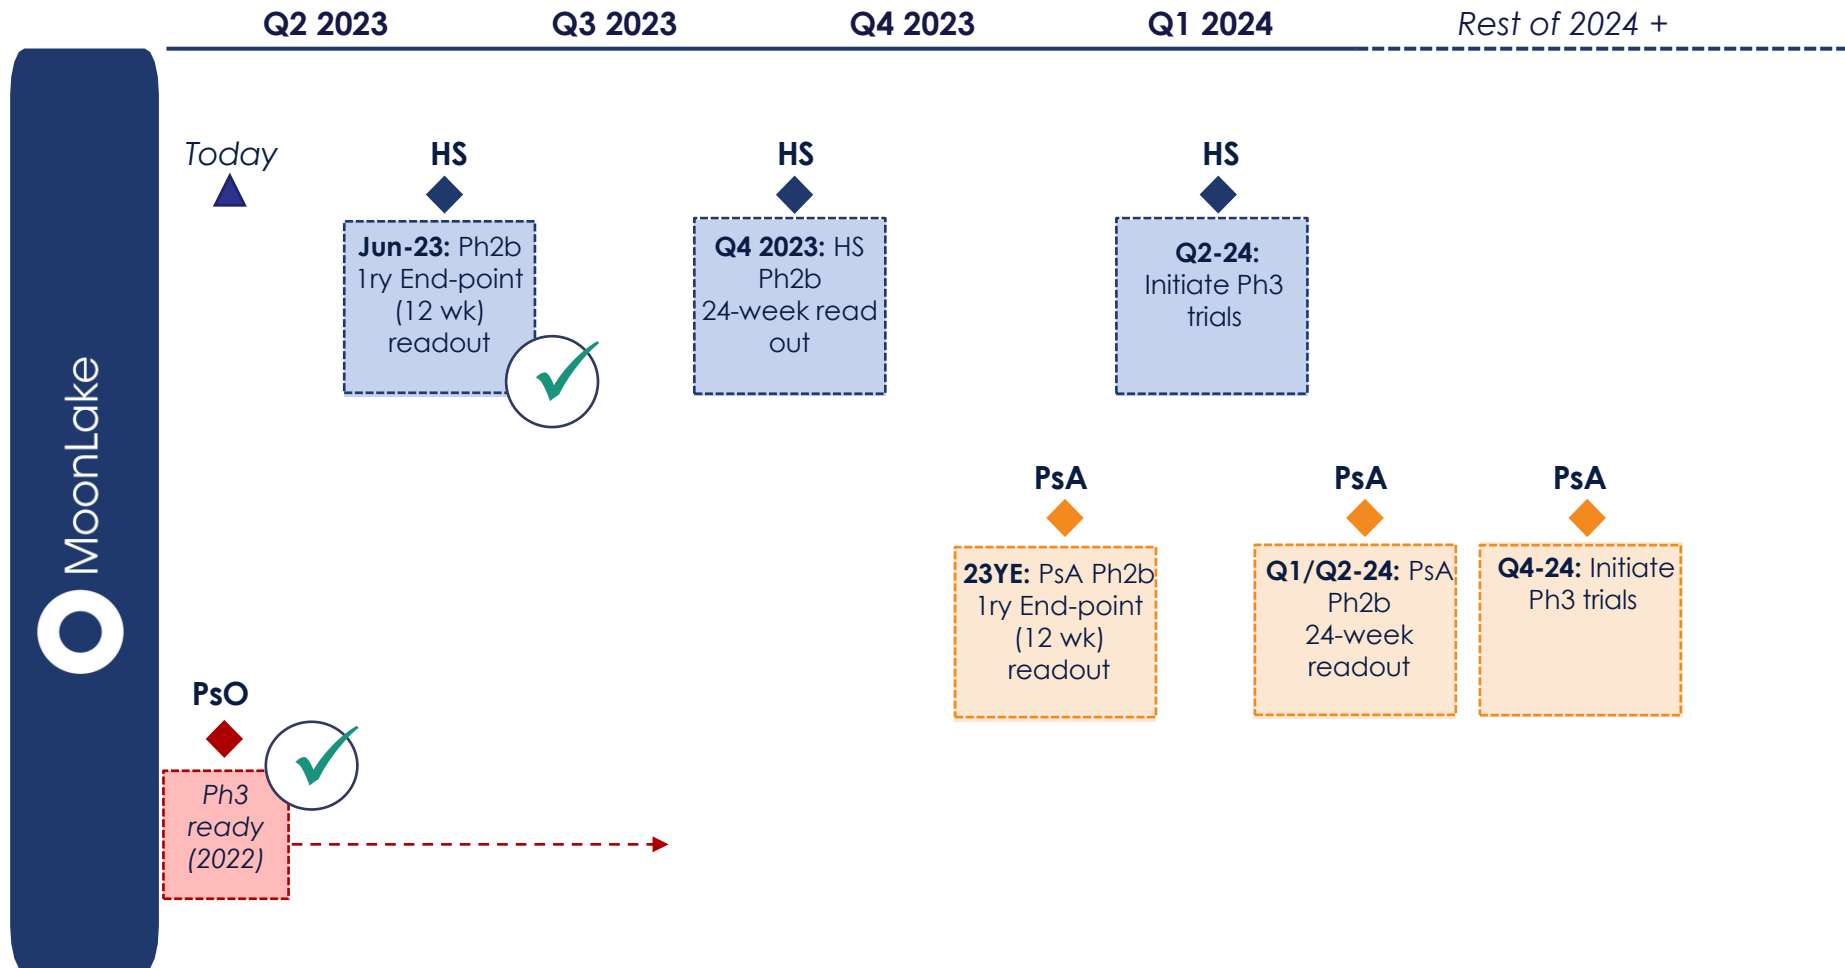 Q2 2023
Q3 2023
Q4 2023
Q1 2024
Rest of 2024 +
MoonLake
Today
HS
Jun-23: Ph2b
1ry End-point
(12 wk)
readout
HS
Q4 2023: HS
Ph2b
24-week read
out
HS
Q2-24:
Initiate Ph3
trials
PsA
23YE: PsA Ph2b
1ry End-point
(12 wk)
readout
PsA
Q1/Q2-24: PsA
Ph2b
24-week
readout
PsA
Q4-24: Initiate
Ph3 trials
PsO
Ph3
ready
(2022)